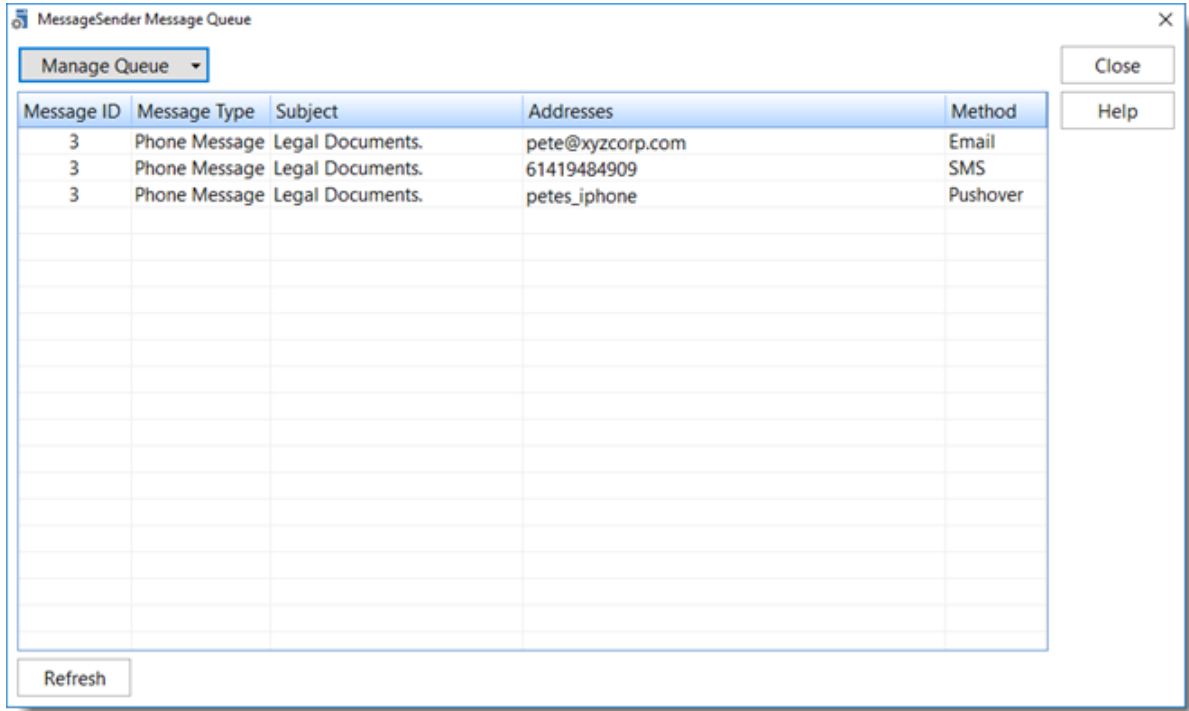 MessageSender Message Queue
Manage Queue
Close
Message ID Message Type Subject Addresses Method
Help
3 Phone Message Legal Documents. pete@xyzcorp.com Email
3 Phone Message Legal Documents. 61419484909 SMS
3 Phone Message Legal Documents. petes_iphone Pushover
Refresh